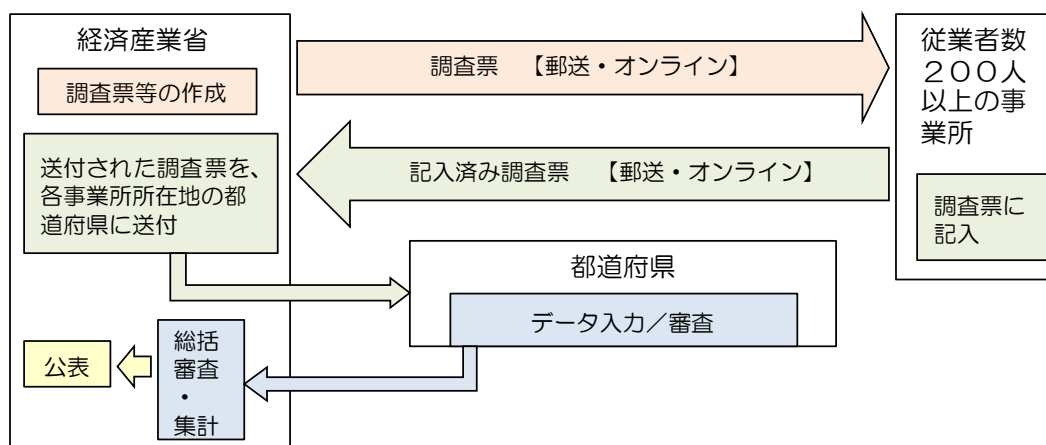 経済産業省
調査票等の作成
送付された調査票を、
各事業所所在地の都
道府県に送付
調査票　【郵送・オンライン】
記入済み調査票　【郵送・オンライン】
従業者数
２００人
以上の事
業所
調査票に
記入
都道府県
データ入力／審査
総括
審査
・
集計
公表